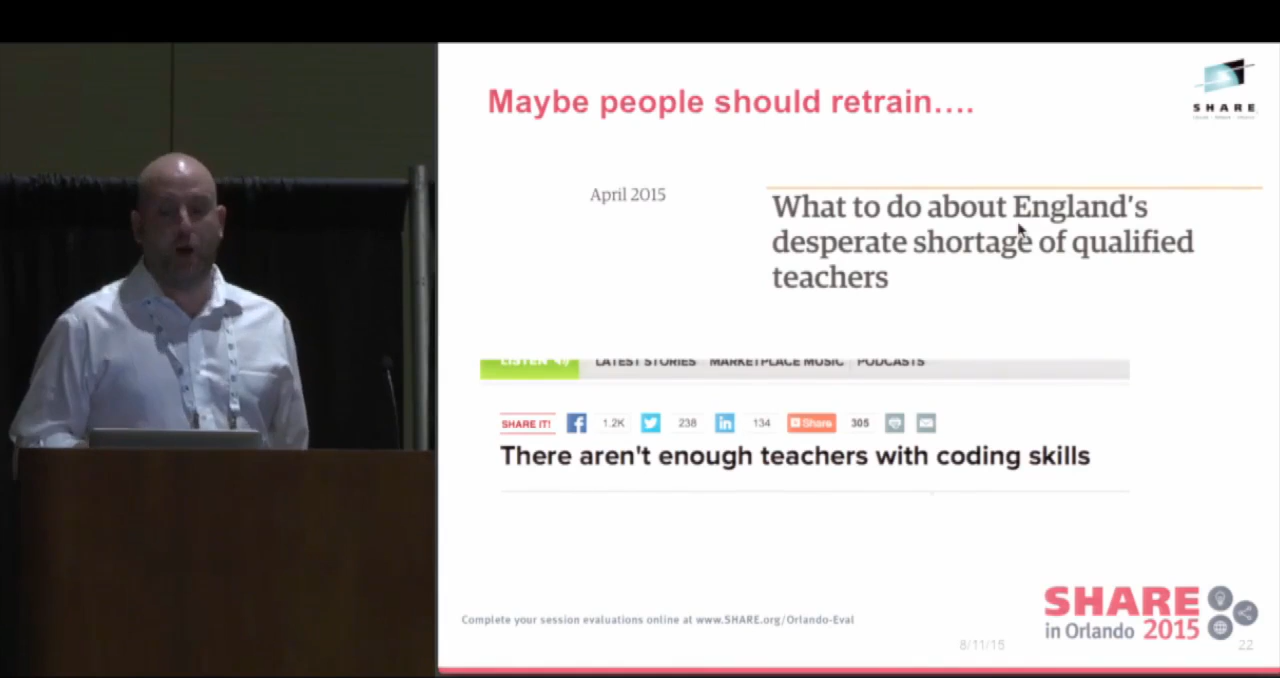 Maybe people should retrain….
SHARE
April 2015
What to do about England's
desperate shortage of qualified
teachers
LISTEN
LATEST STORIES MARKETPLACE MUSIC PODCASTS
SHARE IT! 1.2K 238 in 134 Share 305
There aren't enough teachers with coding skills
Complete your session evaluations online at www.SHARE.org/Orlando-Eval
SHARE
in Orlando 2015
8/11/15
22